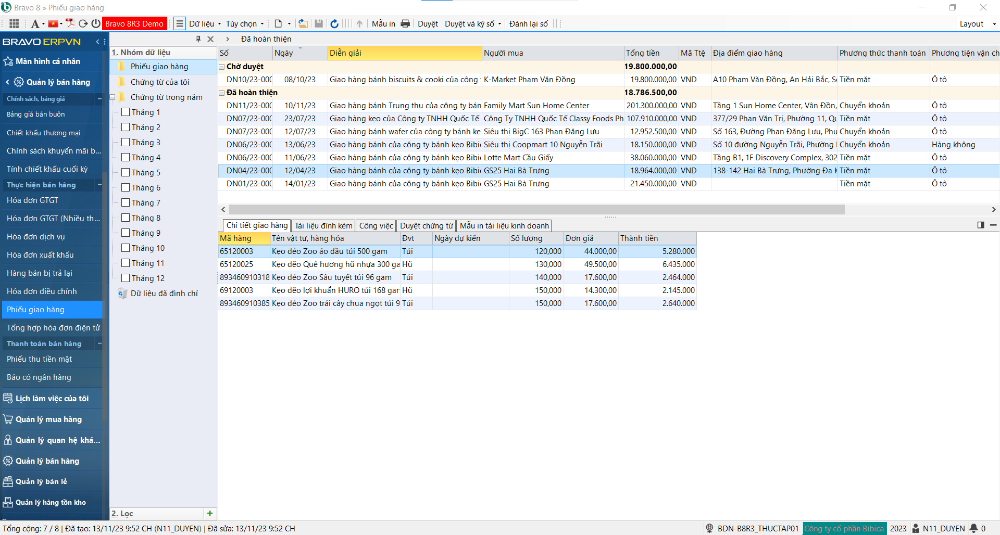 Bravo 8 » Phiếu giao hàng
Bravo 8R3 Demo Dữ liệu Tùy chọn Mẫu in Duyệt Duyệt và ký số Đánh lại số Layout
BRAVO ERPVN
Màn hình cá nhân
Quản lý bán hàng
Chính sách, bảng giá
Bảng giá bán buôn
Chiết khấu thương mại
Chính sách khuyến mãi b...
Tính chiết khấu cuối kỳ
Thực hiện bán hàng
Hóa đơn GTGT
Hóa đơn GTGT (Nhiều th...
Hóa đơn dịch vụ
Hóa đơn xuất khẩu
Hàng bán bị trả lại
Hóa đơn điều chỉnh
Phiếu giao hàng
Tổng hợp hóa đơn điện tử
Thanh toán bán hàng
Phiếu thu tiền mặt
Báo có ngân hàng
Lịch làm việc của tôi
Quản lý mua hàng
Quản lý quan hệ khá...
Quản lý bán hàng
Quản lý bán lẻ
Quản lý hàng tồn kho
1. Nhóm dữ liệu
Phiếu giao hàng
Chứng từ của tôi
Chứng từ trong năm
Tháng 1
Tháng 2
Tháng 3
Tháng 4
Tháng 5
Tháng 6
Tháng 7
Tháng 8
Tháng 9
Tháng 10
Tháng 11
Tháng 12
Dữ liệu đã đình chỉ
2. Lọc
Đã hoàn thiện
Số Ngày Diễn giải Người mua Tổng tiền Mã Ttệ Địa điểm giao hàng Phương thức thanh toán Phương tiện vận ch
Chờ duyệt 19.800.000,00
DN10/23-000 08/10/23 Giao hàng bánh biscuits & cooki của công K-Market Phạm Văn Đồng 19.800.000,00 VND A10 Phạm Văn Đồng, An Hải Bắc, Tiền mặt Ô tô
Đã hoàn thiện 18.786.500,00
DN11/23-000 10/11/23 Giao hàng bánh Trung thu của công ty bán Family Mart Sun Home Center 201.300.000,00 VND Tầng 1 Sun Home Center, Vân Đồn, Chuyển khoản Ô tô
DN07/23-000 23/07/23 Giao hàng kẹo của Công ty TNHH Quốc Tế Công Ty TNHH Quốc Tế Classy Foods Ph 107.910.000,00 VND 377/29 Phan Văn Trị, Phường 11, Qu Tiền mặt Ô tô
DN07/23-000 12/07/23 Giao hàng bánh wafer của công ty bánh kẹ Siêu thị BigC 163 Phan Đăng Lưu 12.952.500,00 VND Số 163, Đường Phan Đăng Lưu, Phu Chuyển khoản Ô tô
DN06/23-000 13/06/23 Giao hàng bánh của công ty bánh kẹo Bibic Siêu thị Coopmart 10 Nguyễn Trãi 18.150.000,00 VND Số 10 đường Nguyễn Trãi, Phường Chuyển khoản Hàng không
DN06/23-000 11/06/23 Giao hàng bánh của công ty bánh kẹo Bibic Lotte Mart Cầu Giấy 38.060.000,00 VND Tầng B1, 1F Discovery Complex, 302 Tiền mặt Ô tô
DN04/23-000 12/04/23 Giao hàng bánh của công ty bánh kẹo Bibic GS25 Hai Bà Trưng 18.964.000,00 VND 138-142 Hai Bà Trưng, Phường Đa K Tiền mặt Ô tô
DN01/23-000 14/01/23 Giao hàng bánh của công ty bánh kẹo Bibic GS25 Hai Bà Trưng 21.450.000,00 VND Tiền mặt Ô tô
Chi tiết giao hàng Tài liệu đính kèm Công việc Duyệt chứng từ Mẫu in tài liệu kinh doanh
Mã hàng Tên vật tư, hàng hóa Đvt Ngày dự kiến Số lượng Đơn giá Thành tiền
65120003 Kẹo dẻo Zoo áo dầu túi 500 gam Túi 120,000 44.000,00 5.280.000
65120025 Kẹo dẽo Quê hương hũ nhựa 300 ga Hũ 130,000 49.500,00 6.435.000
893460910318 Kẹo dẻo Zoo Sâu tuyết túi 96 gam Túi 140,000 17.600,00 2.464.000
69120003 Kẹo dẽo lợi khuẩn HURO túi 168 gam Hũ 150,000 14.300,00 2.145.000
893460910385 Kẹo dẻo Zoo trái cây chua ngọt túi 9 Túi 150,000 17.600,00 2.640.000
Tổng cộng: 7 / 8 | Đã tạo: 13/11/23 9:52 CH (N11_DUYEN) | Đã sửa: 13/11/23 9:52 CH BDN-B8R3_THUCTAP01 Công ty cổ phần Bibica 2023 N11_DUYEN 0